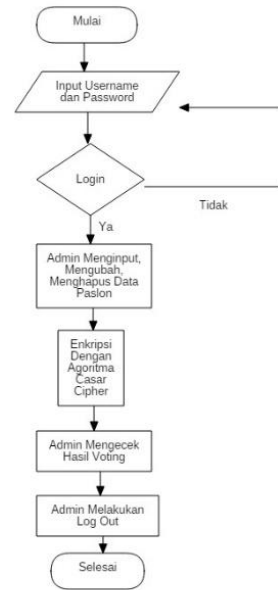 Mulai
Input Username
dan Password
Login
Tidak
Ya
Admin Menginput,
Mengubah,
Menghapus Data
Paslon
Enkripsi
Dengan
Agoritma
Casar
Cipher
Admin Mengecek
Hasil Voting
Admin Melakukan
Log Out
Selesai